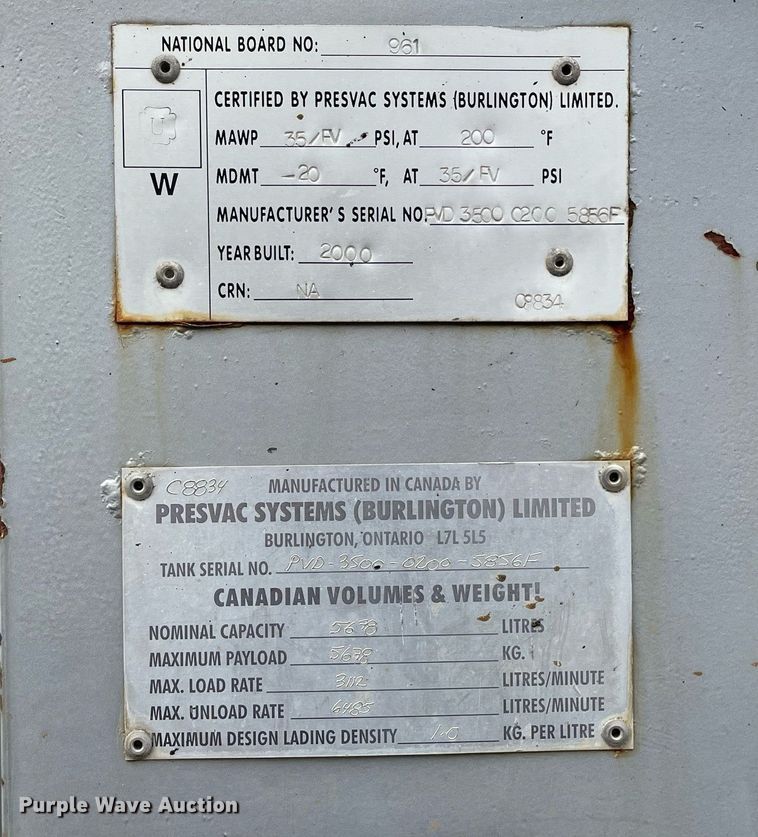 NATIONAL BOARD NO: 961
CERTIFIED BY PRESVAC SYSTEMS (BURLINGTON) LIMITED.
U
MAWP 35/FV PSI, AT 200 °F
W
MDMT -20 °F, AT 35/FV PSI
MANUFACTURER'S SERIAL NO. PVD 3500 0200 5856F
YEAR BUILT: 2000
CRN: NA
C8834
MANUFACTURED IN CANADA BY
PRESVAC SYSTEMS (BURLINGTON) LIMITED
BURLINGTON, ONTARIO L7L 5L5
TANK SERIAL NO. PVD-3500-0200-5856F
CANADIAN VOLUMES & WEIGHT!
NOMINAL CAPACITY 5678 LITRES
MAXIMUM PAYLOAD 5678 KG.
MAX. LOAD RATE 3112 LITRES/MINUTE
MAX. UNLOAD RATE 6485 LITRES/MINUTE
MAXIMUM DESIGN LADING DENSITY 1.0 KG. PER LITRE
Purple Wave Auction